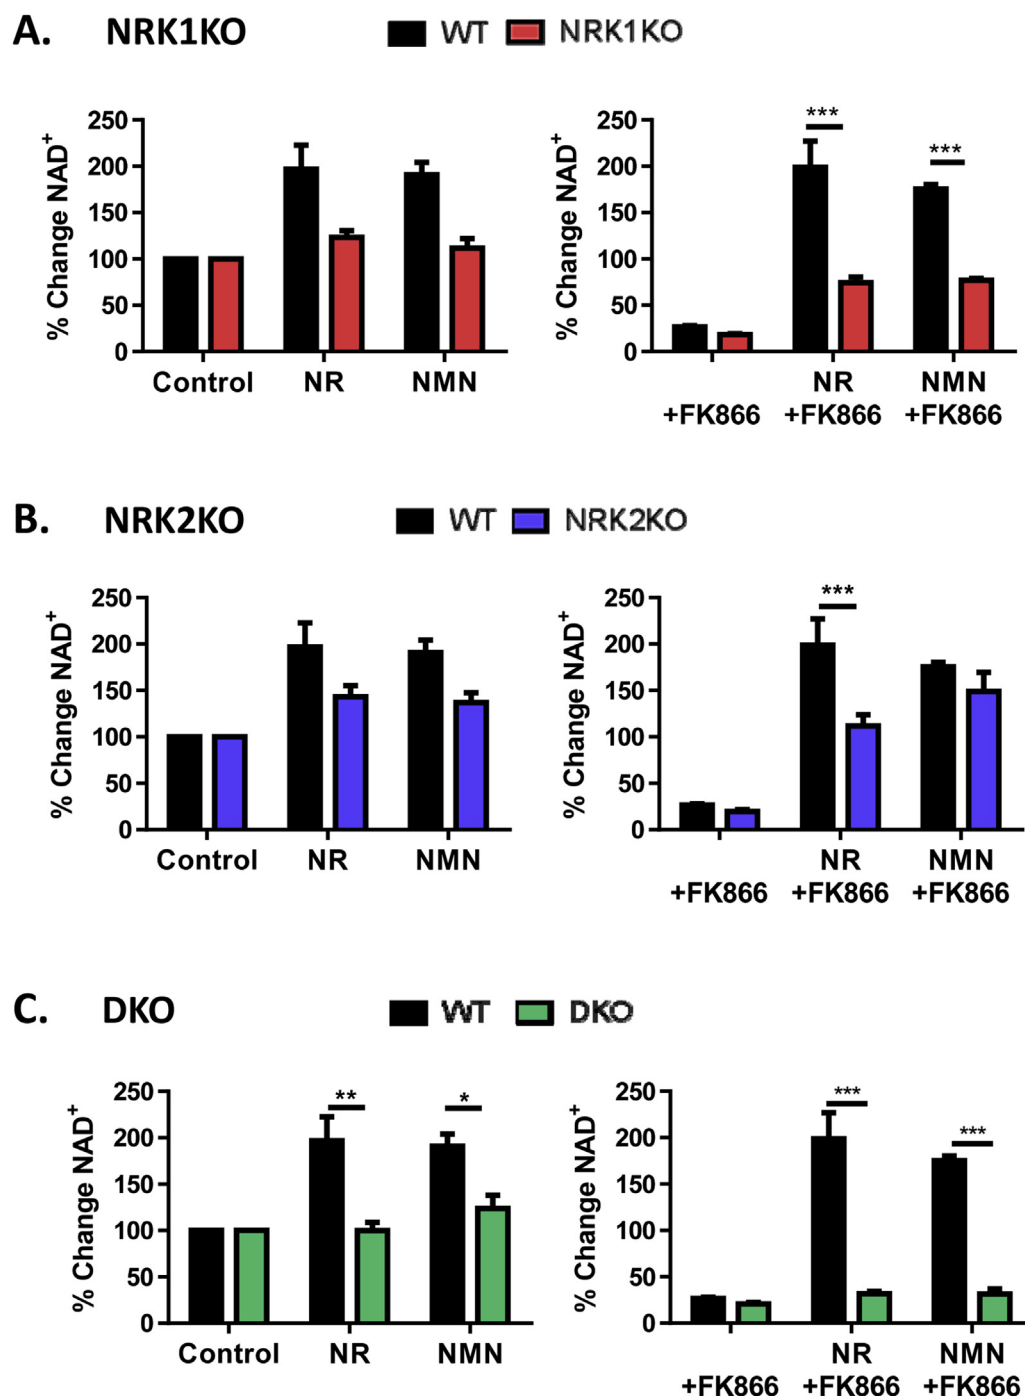 A. NRK1KO WT NRK1KO
% Change NAD+
250
200
150
100
50
0
Control NR NMN
% Change NAD+
250
200
150
100
50
0
*** ***
NR NMN
+FK866 +FK866 +FK866
B. NRK2KO WT NRK2KO
% Change NAD+
250
200
150
100
50
0
Control NR NMN
% Change NAD+
250
200
150
100
50
0
***
NR NMN
+FK866 +FK866 +FK866
C. DKO WT DKO
% Change NAD+
250
200
150
100
50
0
** *
Control NR NMN
% Change NAD+
250
200
150
100
50
0
*** ***
NR NMN
+FK866 +FK866 +FK866